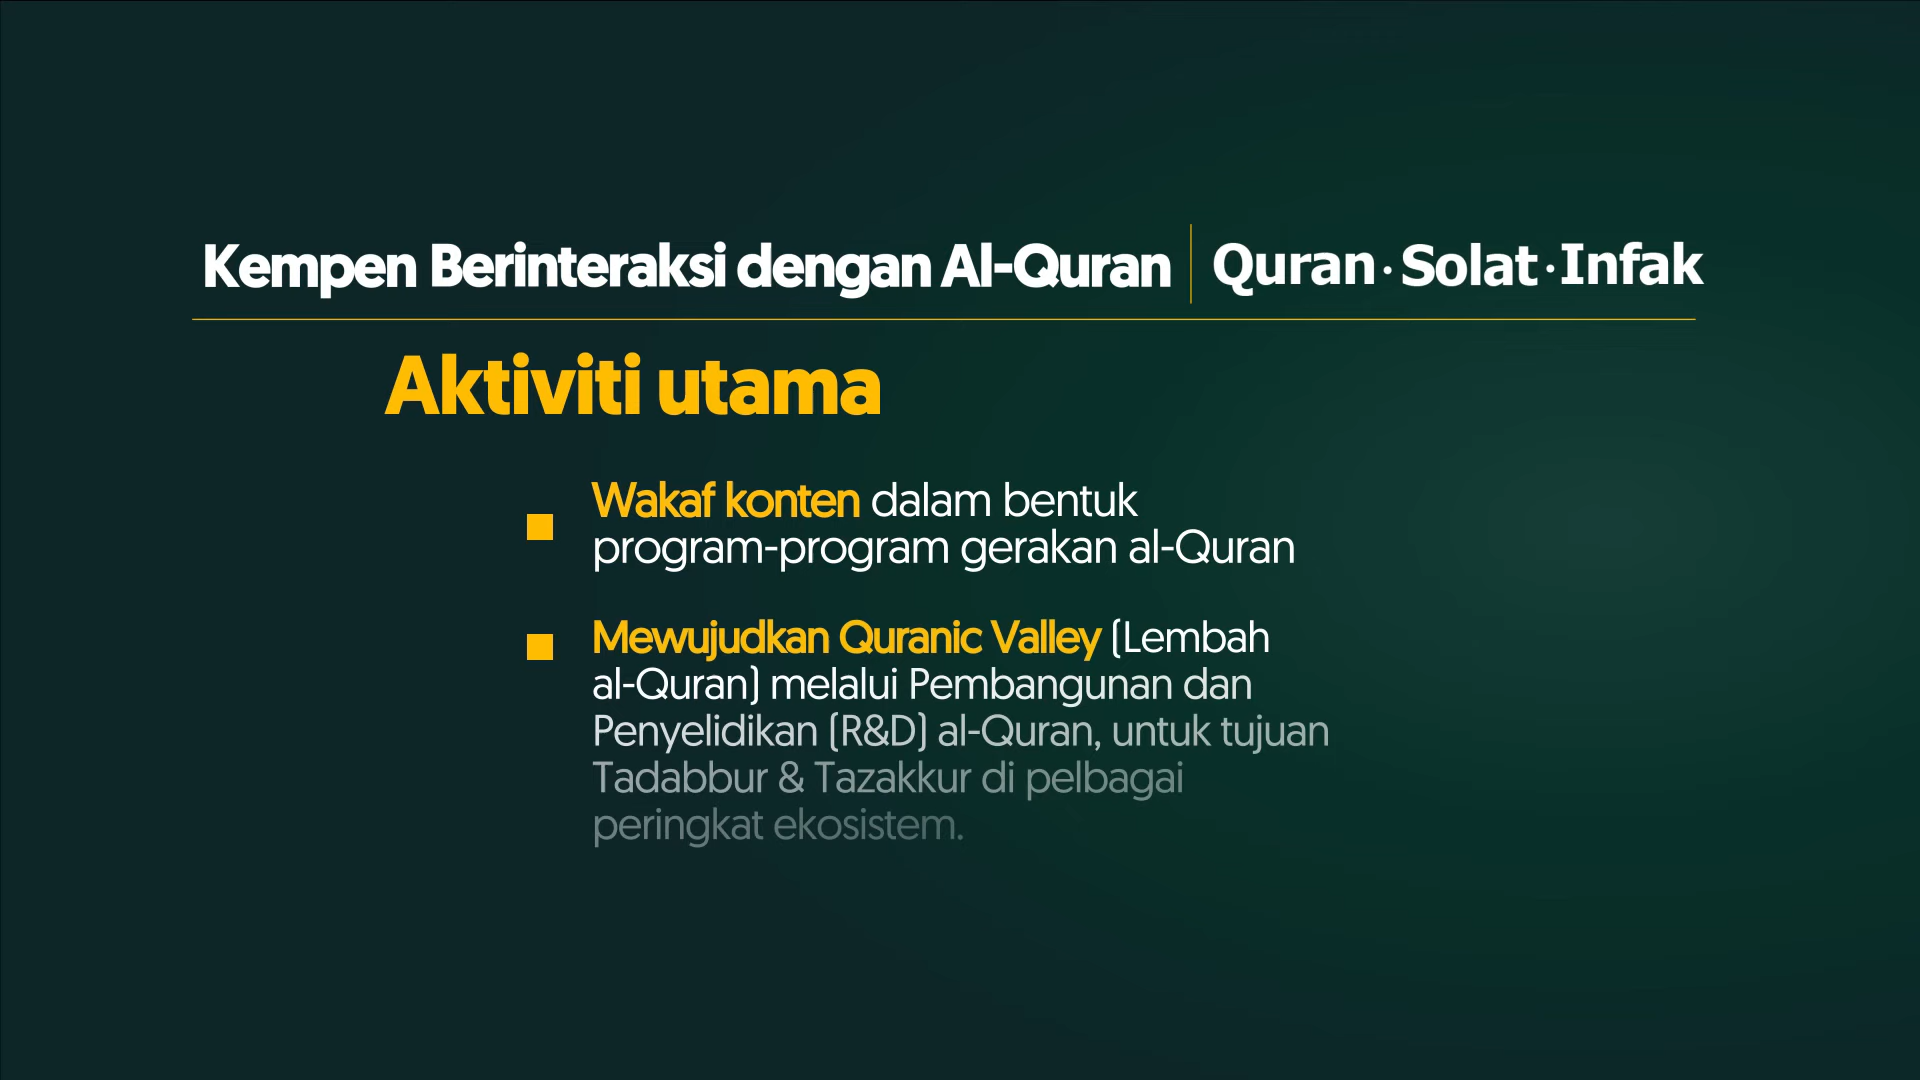 Kempen Berinteraksi dengan Al-Quran Quran·Solat·Infak
Aktiviti utama
Wakaf konten dalam bentuk
program-program gerakan al-Quran
Mewujudkan Quranic Valley (Lembah
al-Quran) melalui Pembangunan dan
Penyelidikan (R&D) al-Quran, untuk tujuan
Tadabbur & Tazakkur di pelbagai
peringkat ekosistem.